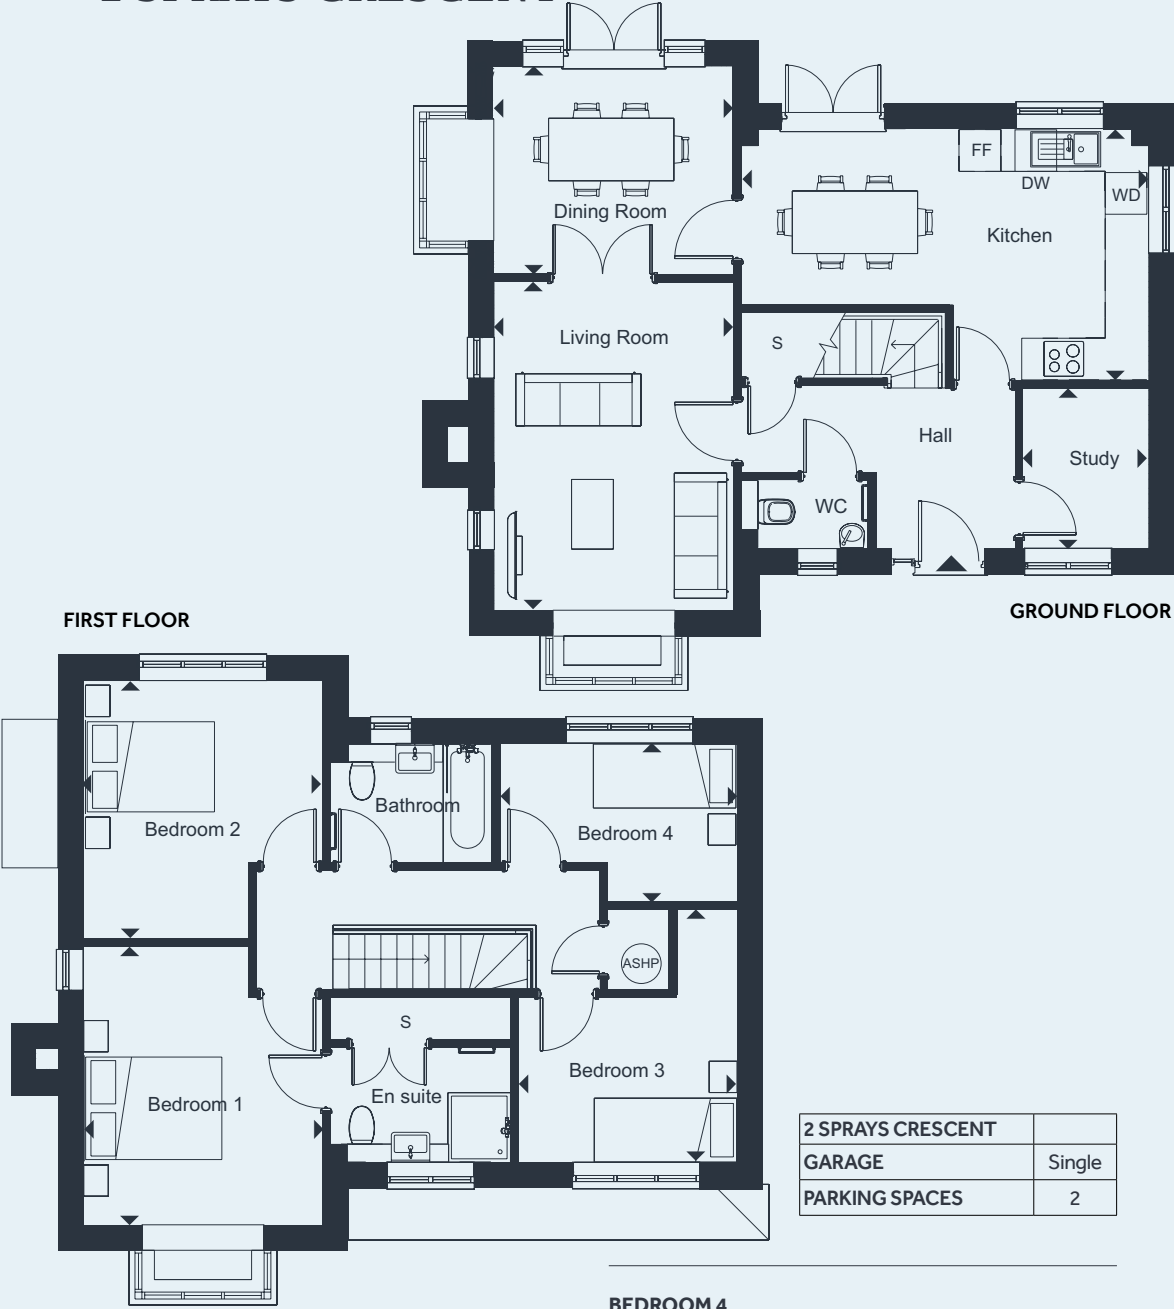 FF
DW
WD
Dining Room
Kitchen
Living Room
S
Hall
Study
WC
FIRST FLOOR
GROUND FLOOR
Bathroom
Bedroom 2
Bedroom 4
ASHP
S
Bedroom 3
En suite
Bedroom 1
2 SPRAYS CRESCENT
GARAGE Single
PARKING SPACES 2
BEDROOM 4